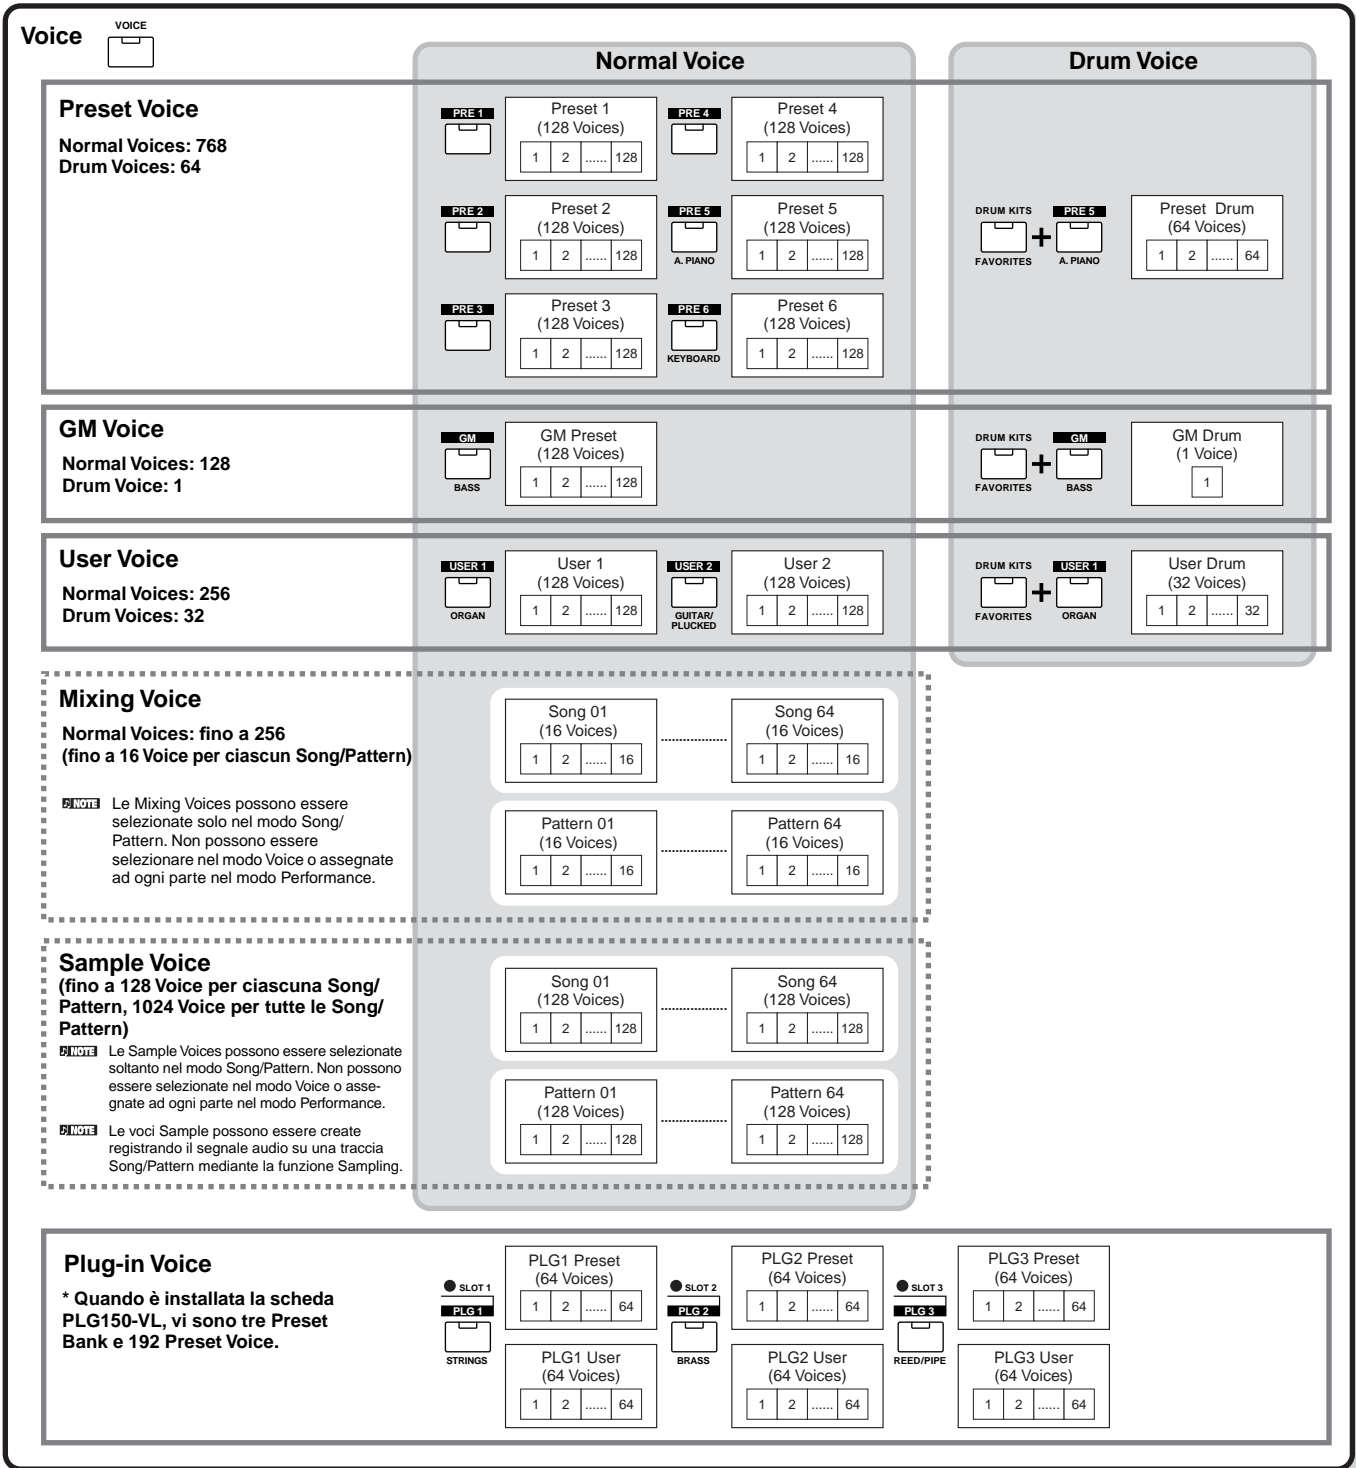 Voice
VOICE
Normal Voice
Drum Voice
Preset Voice
Normal Voices: 768
Drum Voices: 64
PRE 1
Preset 1
(128 Voices)
1 2 ...... 128
PRE 4
Preset 4
(128 Voices)
1 2 ...... 128
PRE 2
Preset 2
(128 Voices)
1 2 ...... 128
PRE 5
A. PIANO
Preset 5
(128 Voices)
1 2 ...... 128
DRUM KITS
FAVORITES
+
PRE 5
A. PIANO
Preset Drum
(64 Voices)
1 2 ...... 64
PRE 3
Preset 3
(128 Voices)
1 2 ...... 128
PRE 6
KEYBOARD
Preset 6
(128 Voices)
1 2 ...... 128
GM Voice
Normal Voices: 128
Drum Voice: 1
GM
BASS
GM Preset
(128 Voices)
1 2 ...... 128
DRUM KITS
FAVORITES
+
GM
BASS
GM Drum
(1 Voice)
1
User Voice
Normal Voices: 256
Drum Voices: 32
USER 1
ORGAN
User 1
(128 Voices)
1 2 ...... 128
USER 2
GUITAR/
PLUCKED
User 2
(128 Voices)
1 2 ...... 128
DRUM KITS
FAVORITES
+
USER 1
ORGAN
User Drum
(32 Voices)
1 2 ...... 32
Mixing Voice
Normal Voices: fino a 256
(fino a 16 Voice per ciascun Song/Pattern)
NOTE Le Mixing Voices possono essere
selezionate solo nel modo Song/
Pattern. Non possono essere
selezionare nel modo Voice o assegnate
ad ogni parte nel modo Performance.
Song 01
(16 Voices)
1 2 ...... 16
Song 64
(16 Voices)
1 2 ...... 16
Pattern 01
(16 Voices)
1 2 ...... 16
Pattern 64
(16 Voices)
1 2 ...... 16
Sample Voice
(fino a 128 Voice per ciascuna Song/
Pattern, 1024 Voice per tutte le Song/
Pattern)
NOTE Le Sample Voices possono essere selezionate
soltanto nel modo Song/Pattern. Non possono
essere selezionate nel modo Voice o asse-
gnate ad ogni parte nel modo Performance.
NOTE Le voci Sample possono essere create
registrando il segnale audio su una traccia
Song/Pattern mediante la funzione Sampling.
Song 01
(128 Voices)
1 2 ...... 128
Song 64
(128 Voices)
1 2 ...... 128
Pattern 01
(128 Voices)
1 2 ...... 128
Pattern 64
(128 Voices)
1 2 ...... 128
Plug-in Voice
* Quando è installata la scheda
PLG150-VL, vi sono tre Preset
Bank e 192 Preset Voice.
SLOT 1
PLG 1
STRINGS
PLG1 Preset
(64 Voices)
1 2 ...... 64
PLG1 User
(64 Voices)
1 2 ...... 64
SLOT 2
PLG 2
BRASS
PLG2 Preset
(64 Voices)
1 2 ...... 64
PLG2 User
(64 Voices)
1 2 ...... 64
SLOT 3
PLG 3
REED/PIPE
PLG3 Preset
(64 Voices)
1 2 ...... 64
PLG3 User
(64 Voices)
1 2 ...... 64